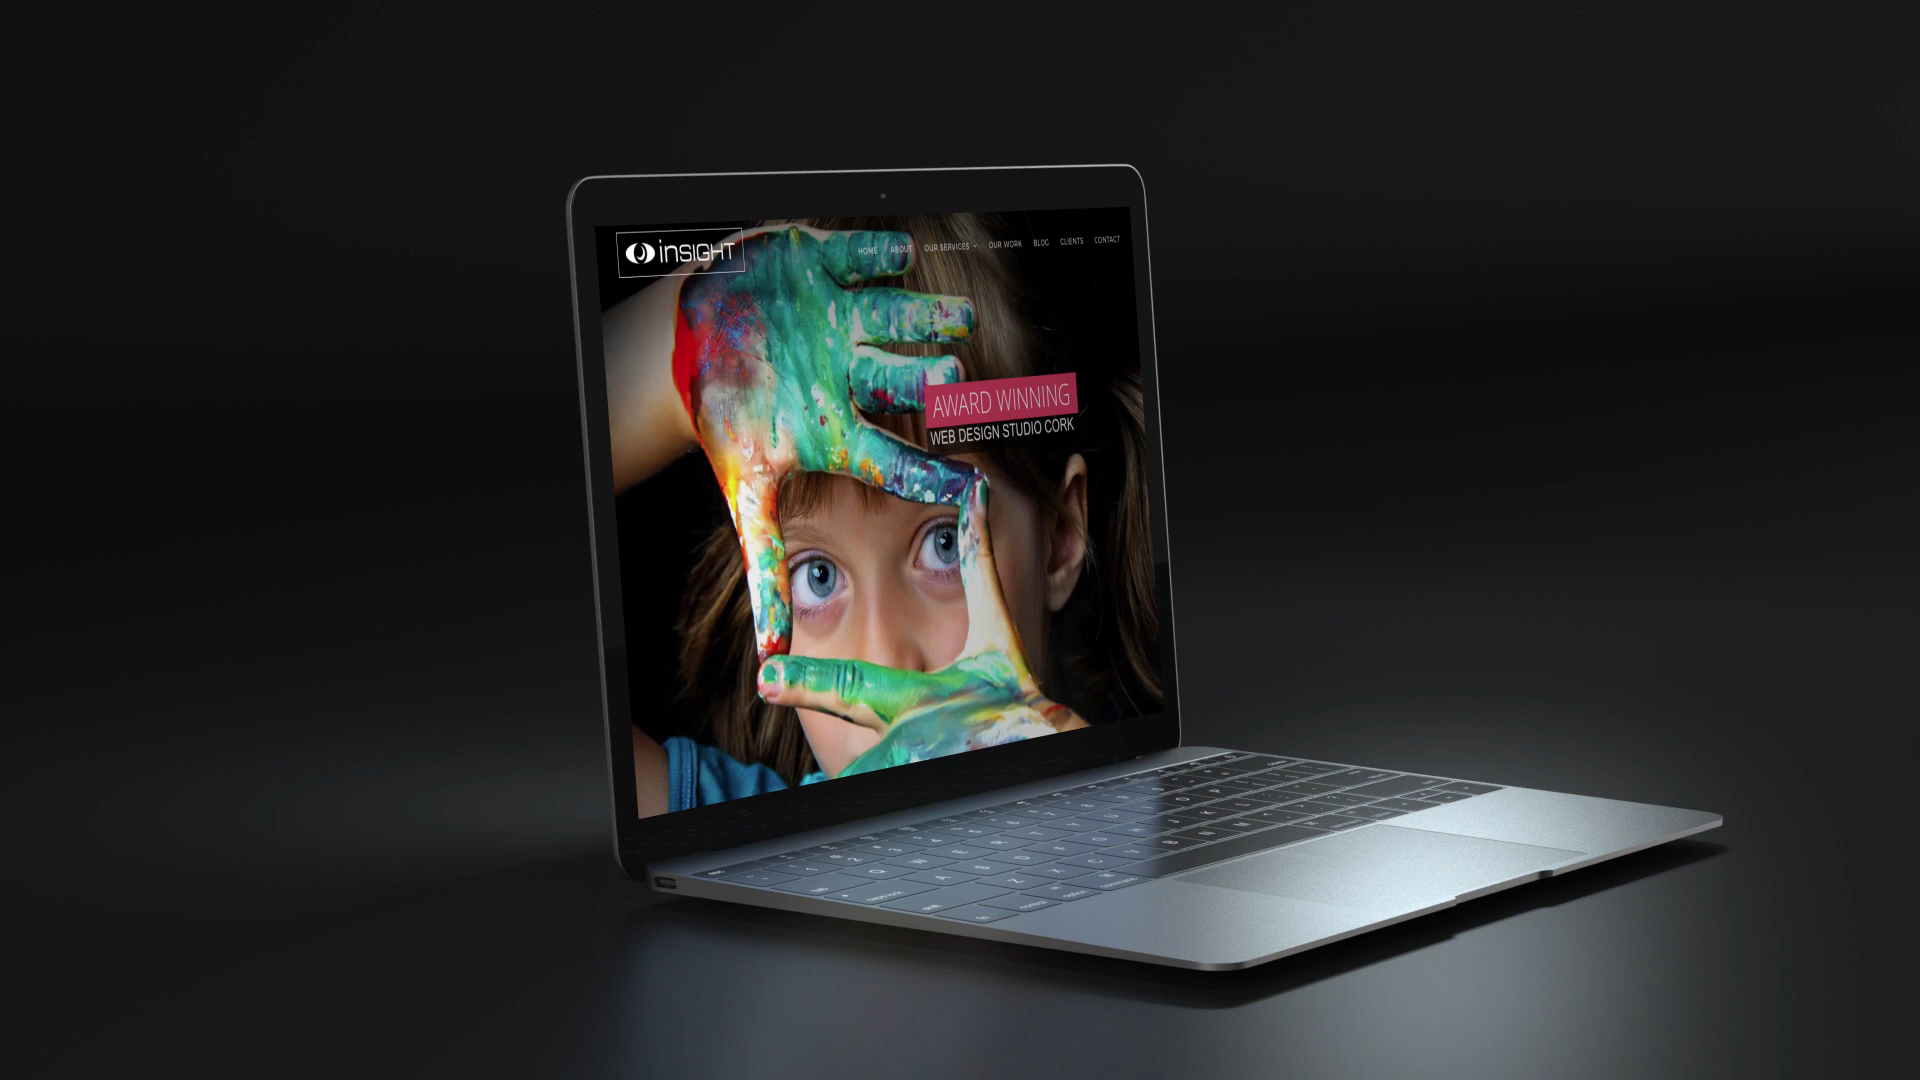 inSIGHT
HOME ABOUT OUR SERVICES OUR WORK BLOG CLIENTS CONTACT
AWARD WINNING
WEB DESIGN STUDIO CORK